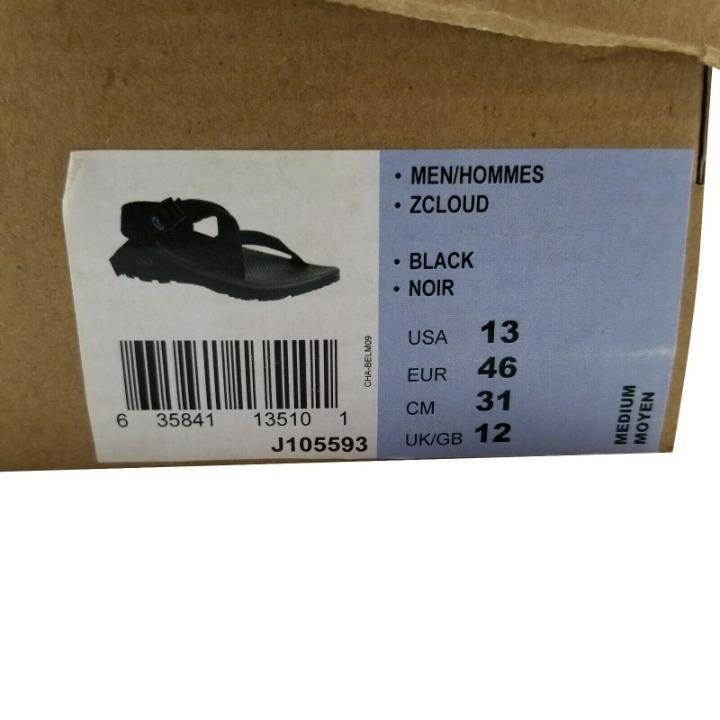 • MEN/HOMMES
• ZCLOUD
• BLACK
• NOIR
USA 13
EUR 46
CM 31
UK/GB 12
MEDIUM
MOYEN
CHA-BELM09
6 35841 13510 1
J105593